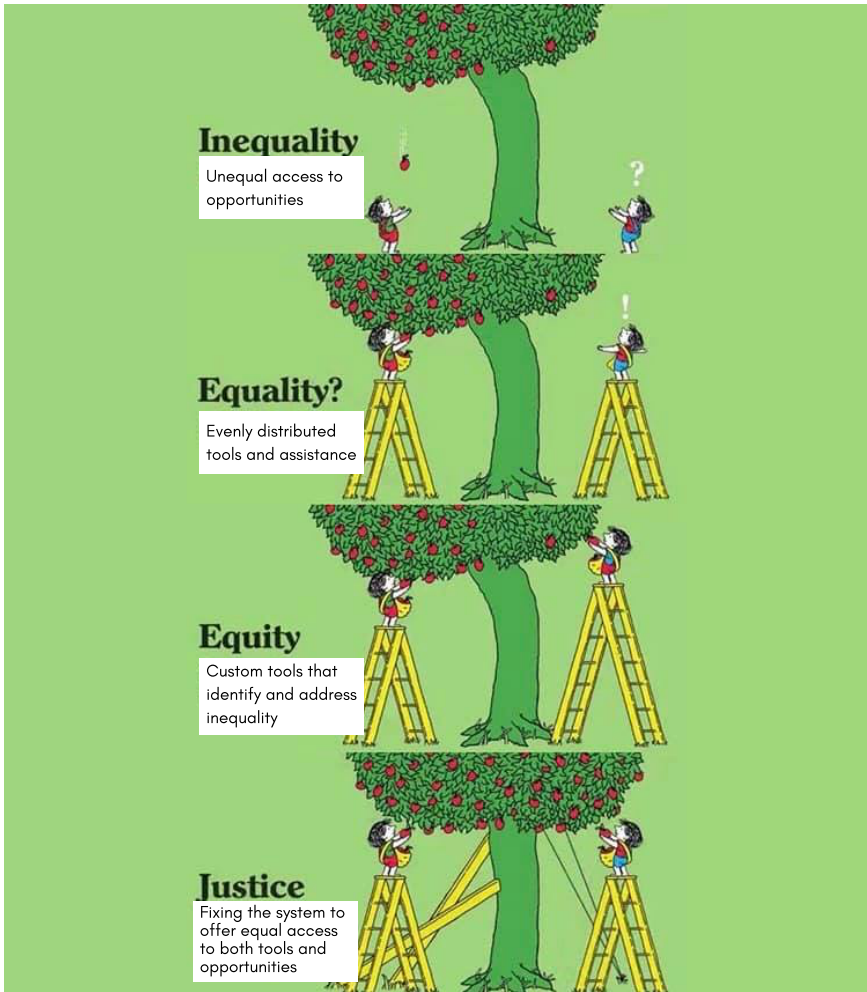 Inequality
Unequal access to
opportunities
?
!
Equality?
Evenly distributed
tools and assistance
Equity
Custom tools that
identify and address
inequality
Justice
Fixing the system to
offer equal access
to both tools and
opportunities